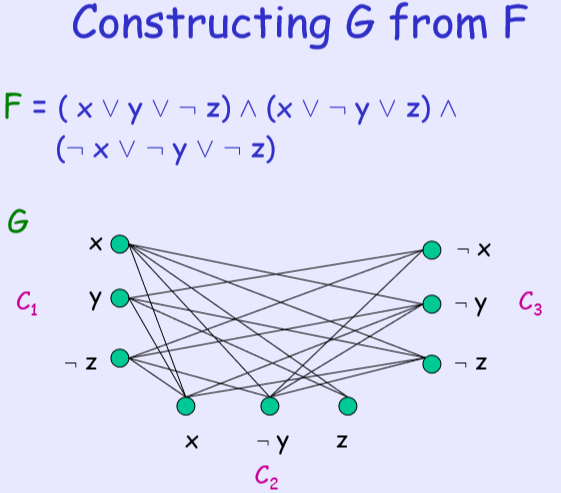 Constructing G from F
F = ( x ∨ y ∨ ¬ z) ∧ (x ∨ ¬ y ∨ z) ∧
(¬ x ∨ ¬ y ∨ ¬ z)
G
x
¬ x
C₁
y
¬ y
C₃
¬ z
¬ z
x
¬ y
z
C₂